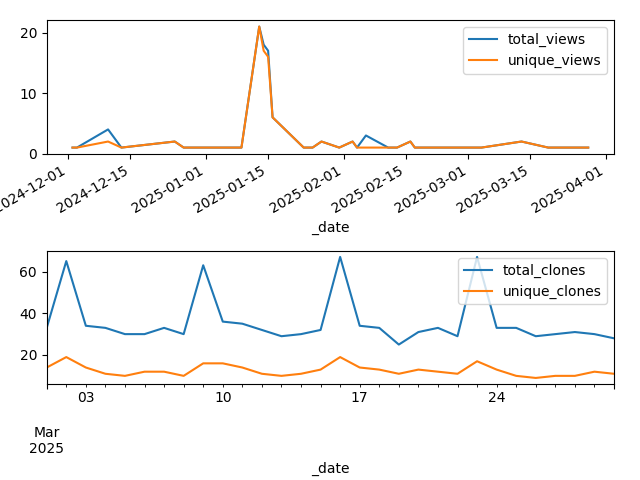 20
10
0
total_views
unique_views
2024-12-01
2024-12-15
2025-01-01
2025-01-15
2025-02-01
2025-02-15
2025-03-01
2025-03-15
2025-04-01
_date
60
40
20
total_clones
unique_clones
03
10
17
24
Mar
2025
_date